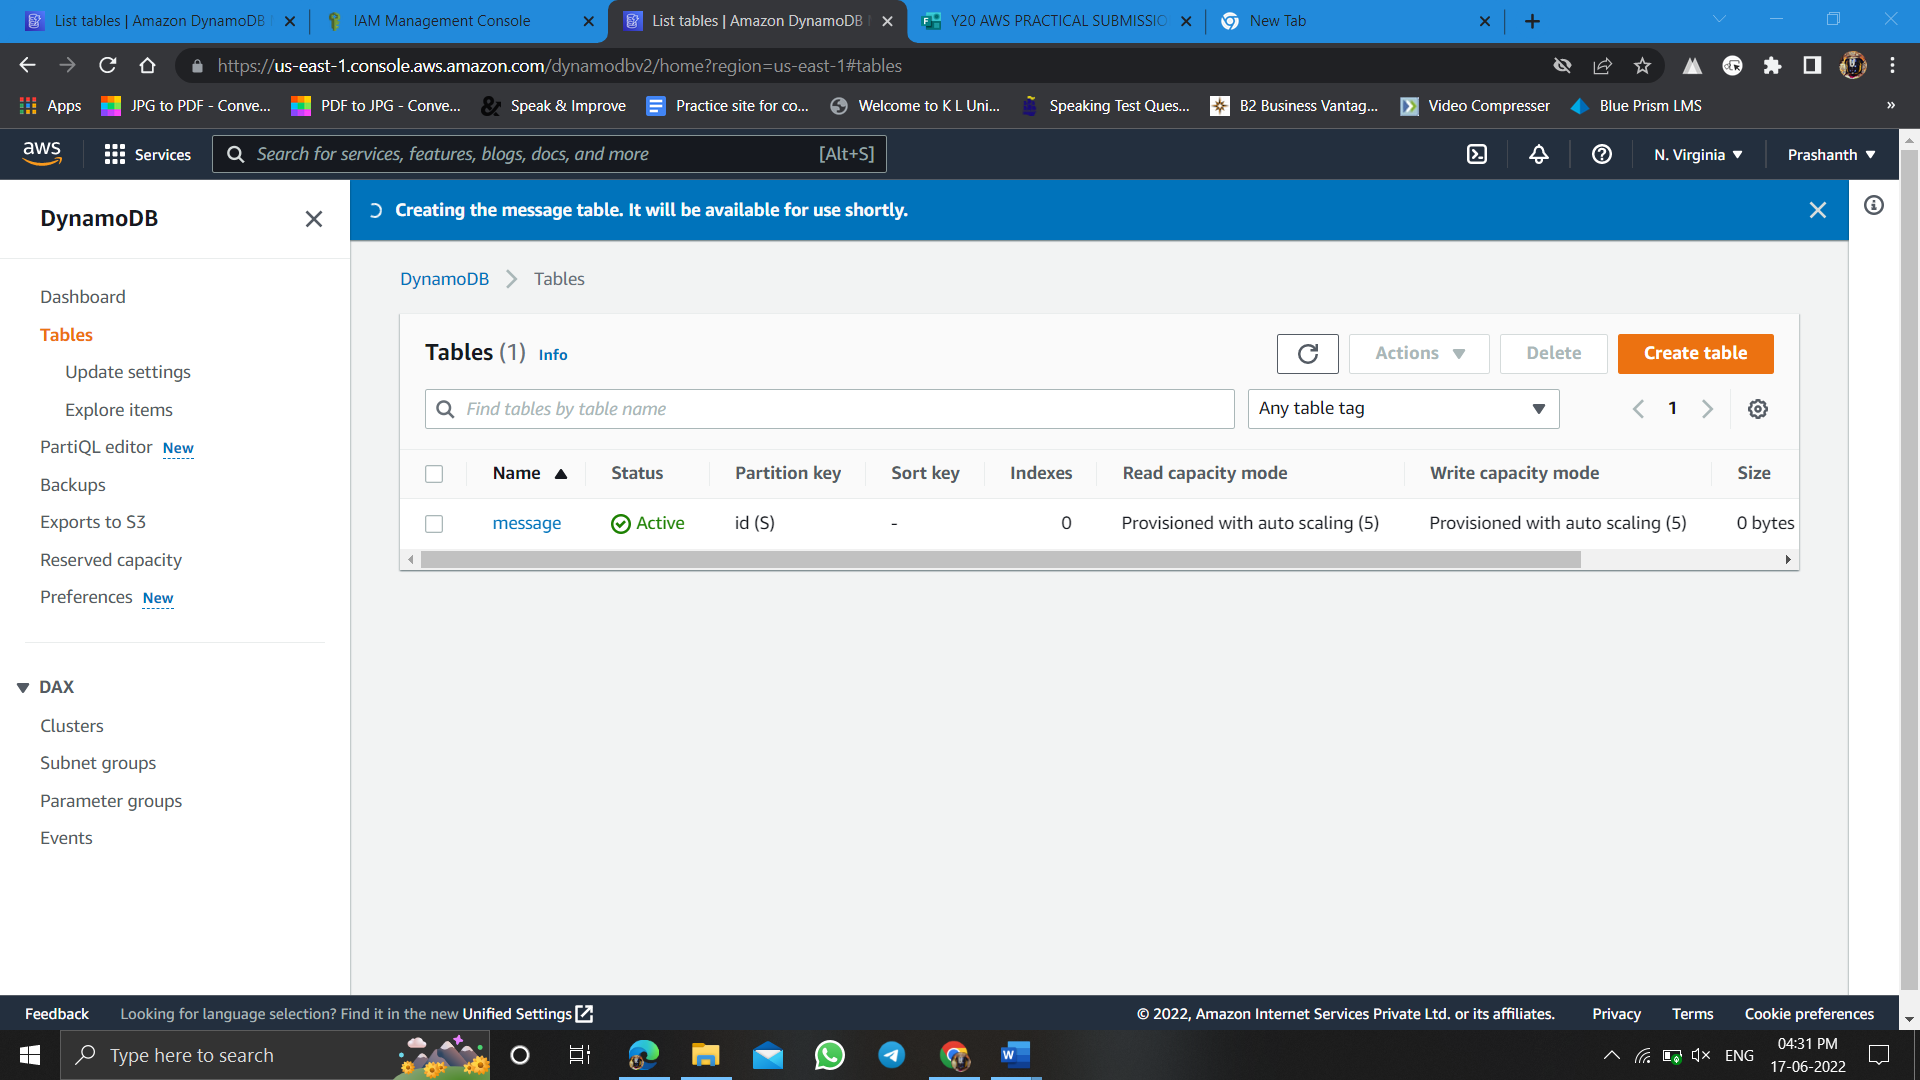 List tables | Amazon DynamoDB
IAM Management Console
List tables | Amazon DynamoDB
Y20 AWS PRACTICAL SUBMISSIO
New Tab
https://us-east-1.console.aws.amazon.com/dynamodbv2/home?region=us-east-1#tables
Apps
JPG to PDF - Conve...
PDF to JPG - Conve...
Speak & Improve
Practice site for co...
Welcome to K L Uni...
Speaking Test Ques...
B2 Business Vantag...
Video Compresser
Blue Prism LMS
»
aws
Services
Search for services, features, blogs, docs, and more
[Alt+S]
N. Virginia
Prashanth
DynamoDB
Creating the message table. It will be available for use shortly.
Dashboard
Tables
Update settings
Explore items
PartiQL editor New
Backups
Exports to S3
Reserved capacity
Preferences New
DAX
Clusters
Subnet groups
Parameter groups
Events
DynamoDB
Tables
Tables (1) Info
Actions
Delete
Create table
Find tables by table name
Any table tag
1
Name Status Partition key Sort key Indexes Read capacity mode Write capacity mode Size
message Active id (S) - 0 Provisioned with auto scaling (5) Provisioned with auto scaling (5) 0 bytes
Feedback
Looking for language selection? Find it in the new Unified Settings
© 2022, Amazon Internet Services Private Ltd. or its affiliates.
Privacy
Terms
Cookie preferences
Type here to search
ENG
04:31 PM
17-06-2022